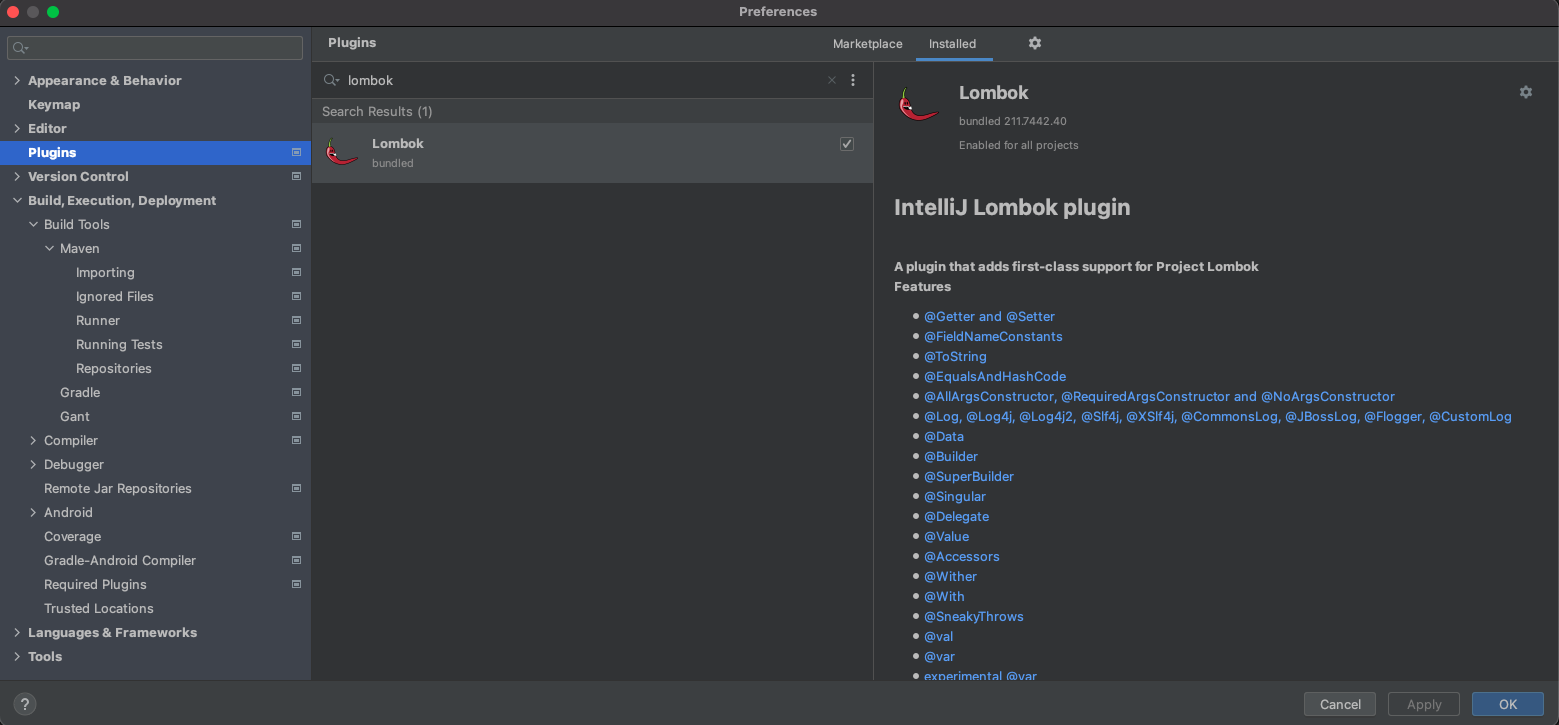 Preferences
Appearance & Behavior
Keymap
Editor
Plugins
Version Control
Build, Execution, Deployment
Build Tools
Maven
Importing
Ignored Files
Runner
Running Tests
Repositories
Gradle
Gant
Compiler
Debugger
Remote Jar Repositories
Android
Coverage
Gradle-Android Compiler
Required Plugins
Trusted Locations
Languages & Frameworks
Tools
?
Plugins
Marketplace
Installed
lombok
Search Results (1)
Lombok
bundled
Lombok
bundled 211.7442.40
Enabled for all projects
IntelliJ Lombok plugin
A plugin that adds first-class support for Project Lombok
Features
@Getter and @Setter
@FieldNameConstants
@ToString
@EqualsAndHashCode
@AllArgsConstructor, @RequiredArgsConstructor and @NoArgsConstructor
@Log, @Log4j, @Log4j2, @Slf4j, @XSlf4j, @CommonsLog, @JBossLog, @Flogger, @CustomLog
@Data
@Builder
@SuperBuilder
@Singular
@Delegate
@Value
@Accessors
@Wither
@With
@SneakyThrows
@val
@var
experimental @var
Cancel
Apply
OK